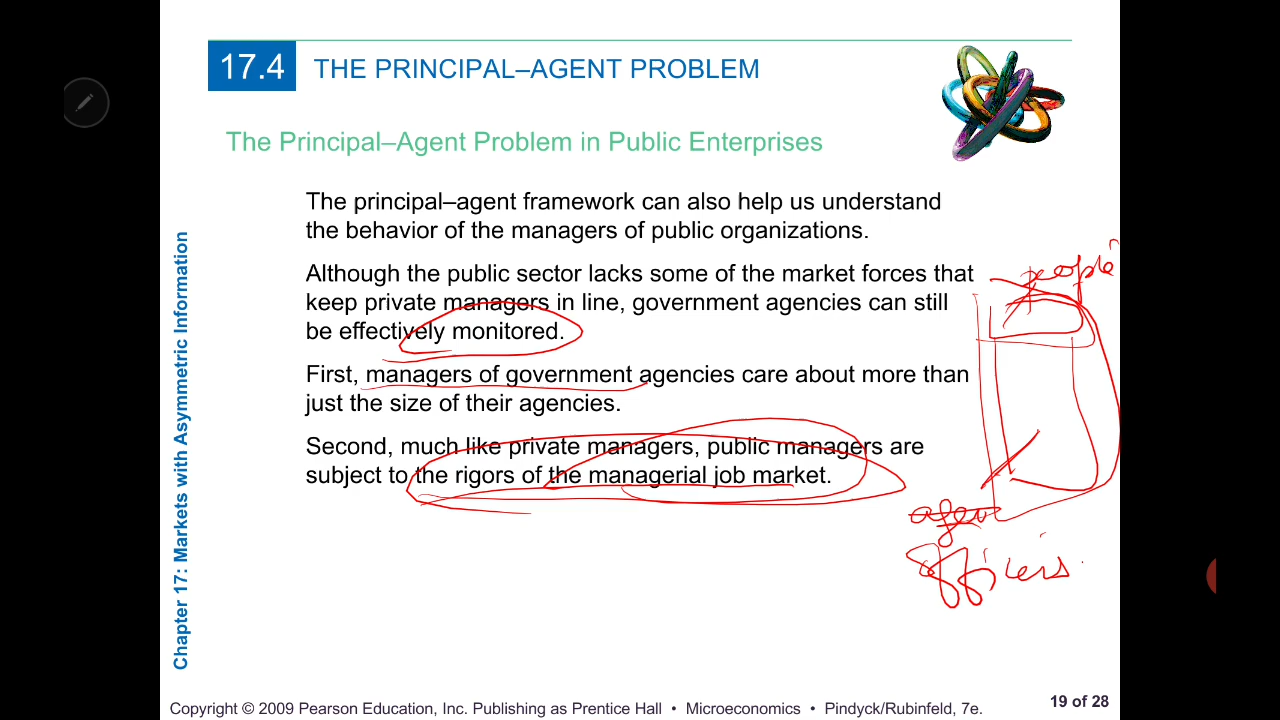 17.4 THE PRINCIPAL–AGENT PROBLEM
The Principal–Agent Problem in Public Enterprises
The principal–agent framework can also help us understand
the behavior of the managers of public organizations.
Although the public sector lacks some of the market forces that
keep private managers in line, government agencies can still
be effectively monitored.
First, managers of government agencies care about more than
just the size of their agencies.
Second, much like private managers, public managers are
subject to the rigors of the managerial job market.
people
agent
officers
Chapter 17: Markets with Asymmetric Information
19 of 28
Copyright © 2009 Pearson Education, Inc. Publishing as Prentice Hall • Microeconomics • Pindyck/Rubinfeld, 7e.